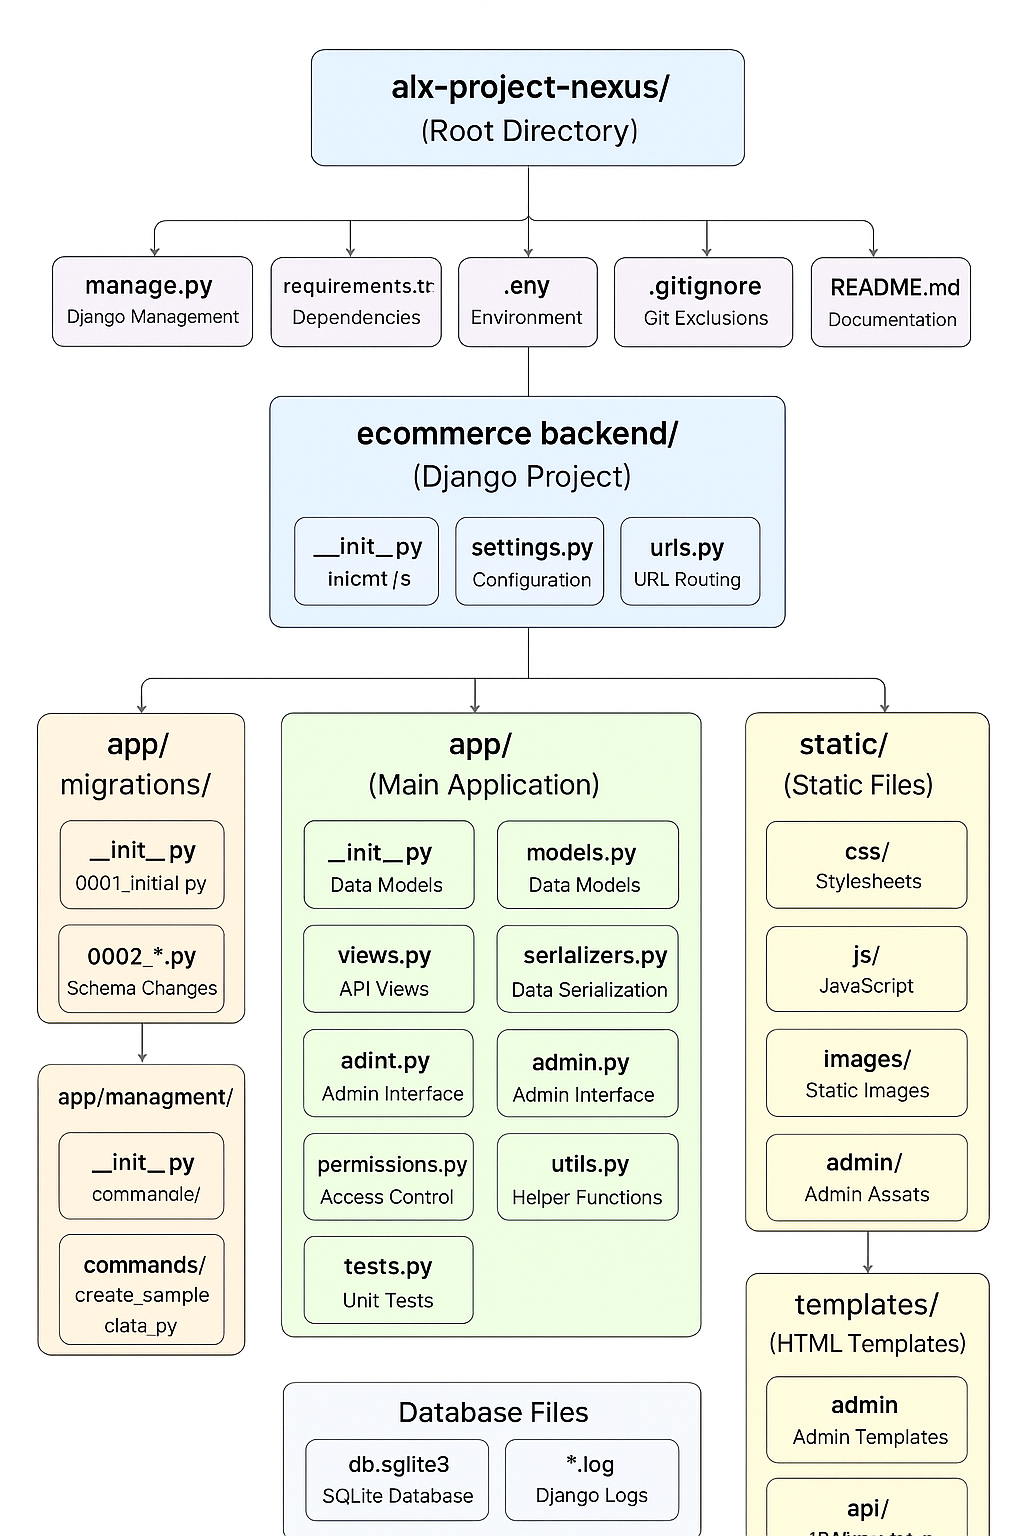 alx-project-nexus/
(Root Directory)
manage.py
Django Management
requirements.tr
Dependencies
.eny
Environment
.gitignore
Git Exclusions
README.md
Documentation
ecommerce backend/
(Django Project)
__init_py
inicmt /s
settings.py
Configuration
urls.py
URL Routing
app/
migrations/
__init__py
0001_initial py
0002_*.py
Schema Changes
app/managment/
__init__py
commandle/
commands/
create_sample
clata_py
app/
(Main Application)
__init__py
Data Models
models.py
Data Models
views.py
API Views
serlalizers.py
Data Serialization
adint.py
Admin Interface
admin.py
Admin Interface
permissions.py
Access Control
utils.py
Helper Functions
tests.py
Unit Tests
static/
(Static Files)
css/
Stylesheets
js/
JavaScript
images/
Static Images
admin/
Admin Assats
templates/
(HTML Templates)
admin
Admin Templates
api/
Database Files
db.sglite3
SQLite Database
*.log
Django Logs